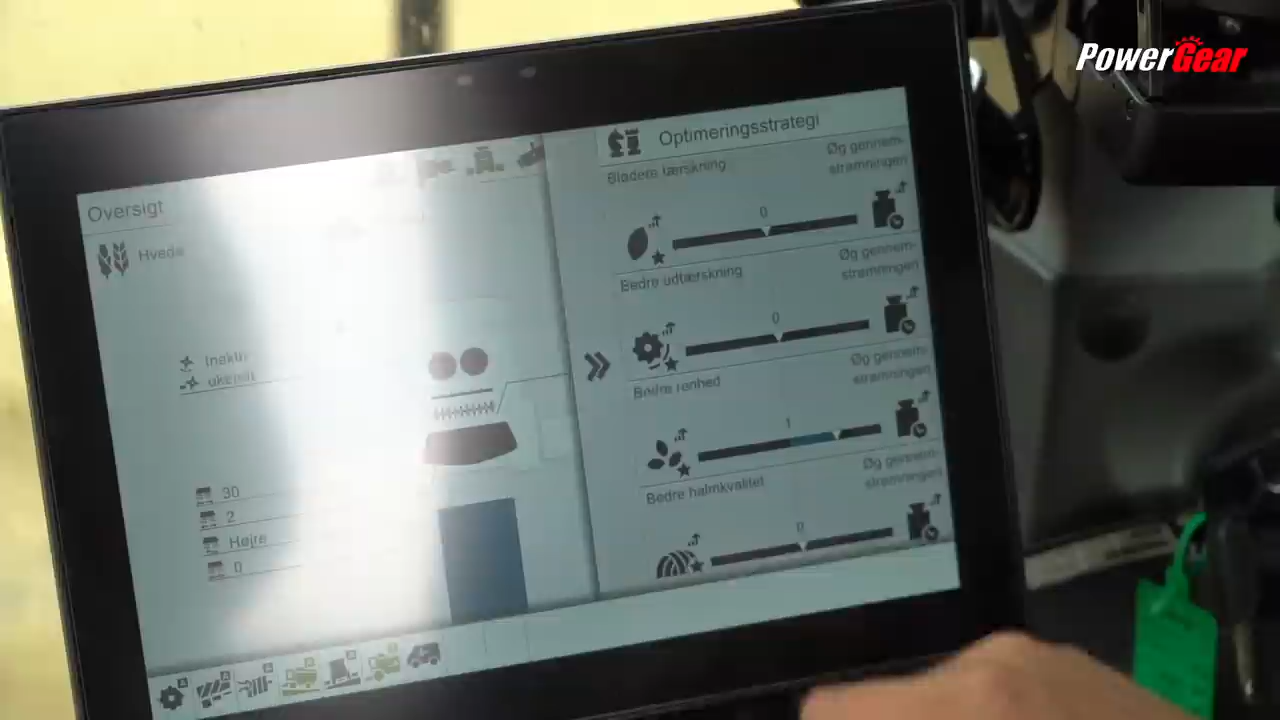 PowerGear
Oversigt
Hvede
30
2
Højre
0
Optimeringsstrategi
Blødere tærskning
Øg gennem-
strømningen
0
Bedre udtærskning
Øg gennem-
strømningen
0
Bedre renhed
Øg gennem-
strømningen
1
Bedre halmkvalitet
Øg gennem-
strømningen
0